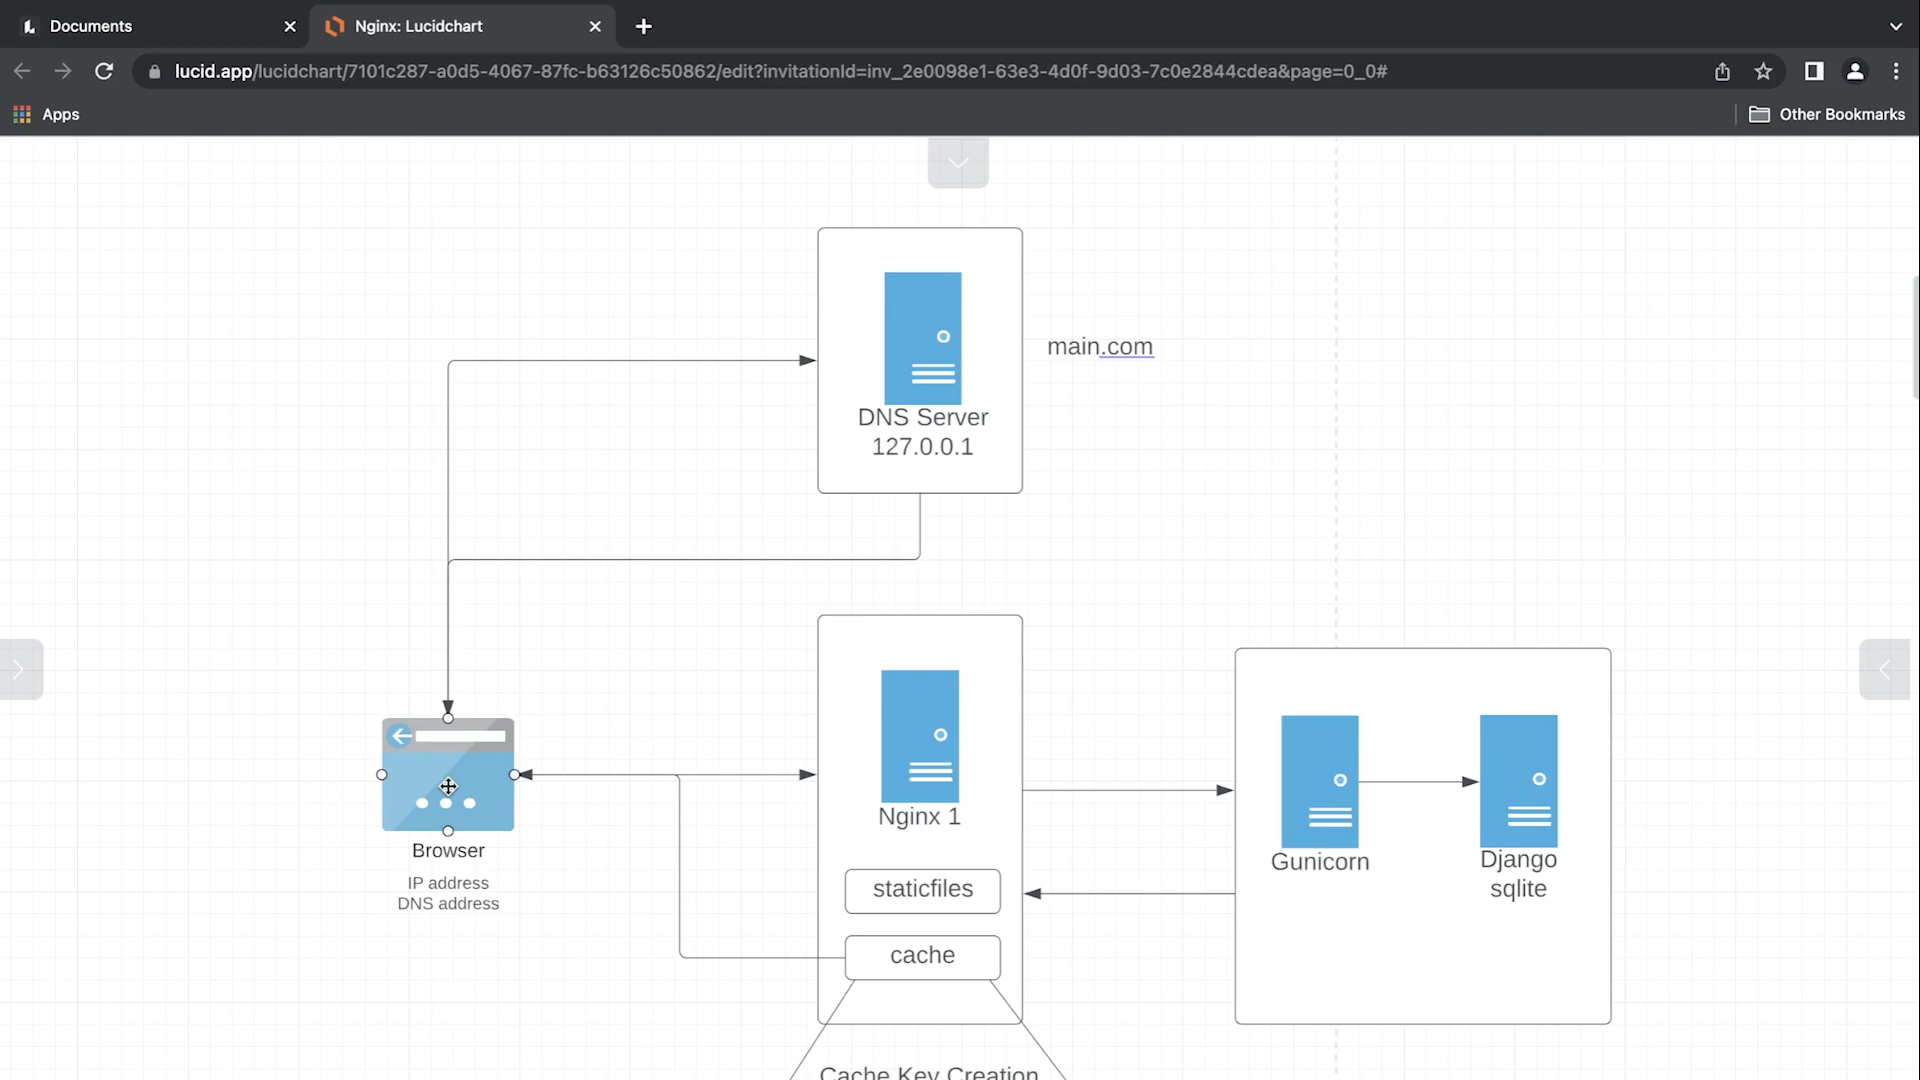 Documents
Nginx: Lucidchart
lucid.app/lucidchart/7101c287-a0d5-4067-87fc-b63126c50862/edit?invitationId=inv_2e0098e1-63e3-4d0f-9d03-7c0e2844cdea&page=0_0#
Apps
Other Bookmarks
DNS Server
127.0.0.1
main.com
Nginx 1
staticfiles
cache
Browser
IP address
DNS address
Gunicorn
Django
sqlite
Cache Key Creation